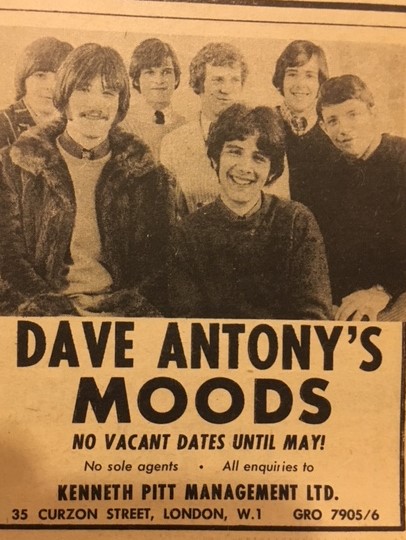 DAVE ANTONY'S
MOODS
NO VACANT DATES UNTIL MAY!
No sole agents • All enquiries to
KENNETH PITT MANAGEMENT LTD.
35 CURZON STREET, LONDON, W.1 GRO 7905/6